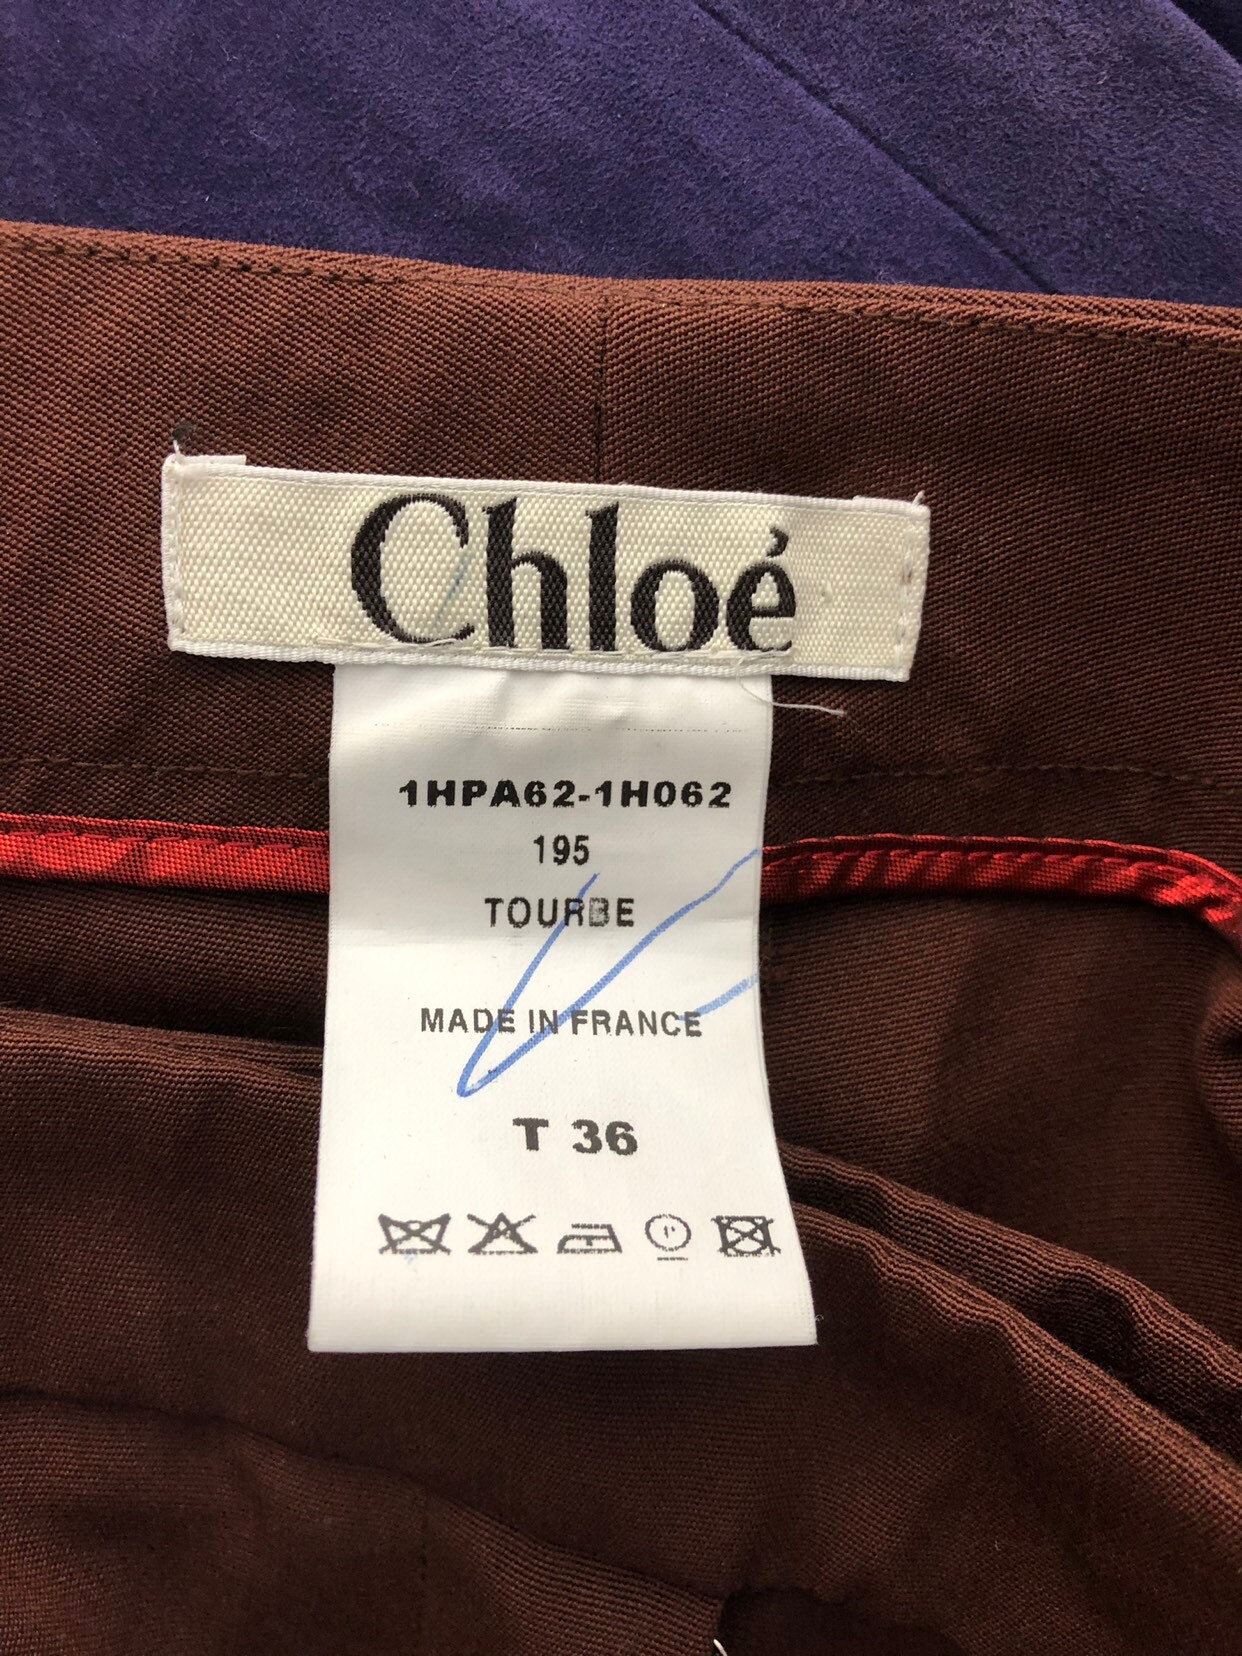 Chloé
1HPA62-1H062
195
TOURBE
MADE IN FRANCE
T 36